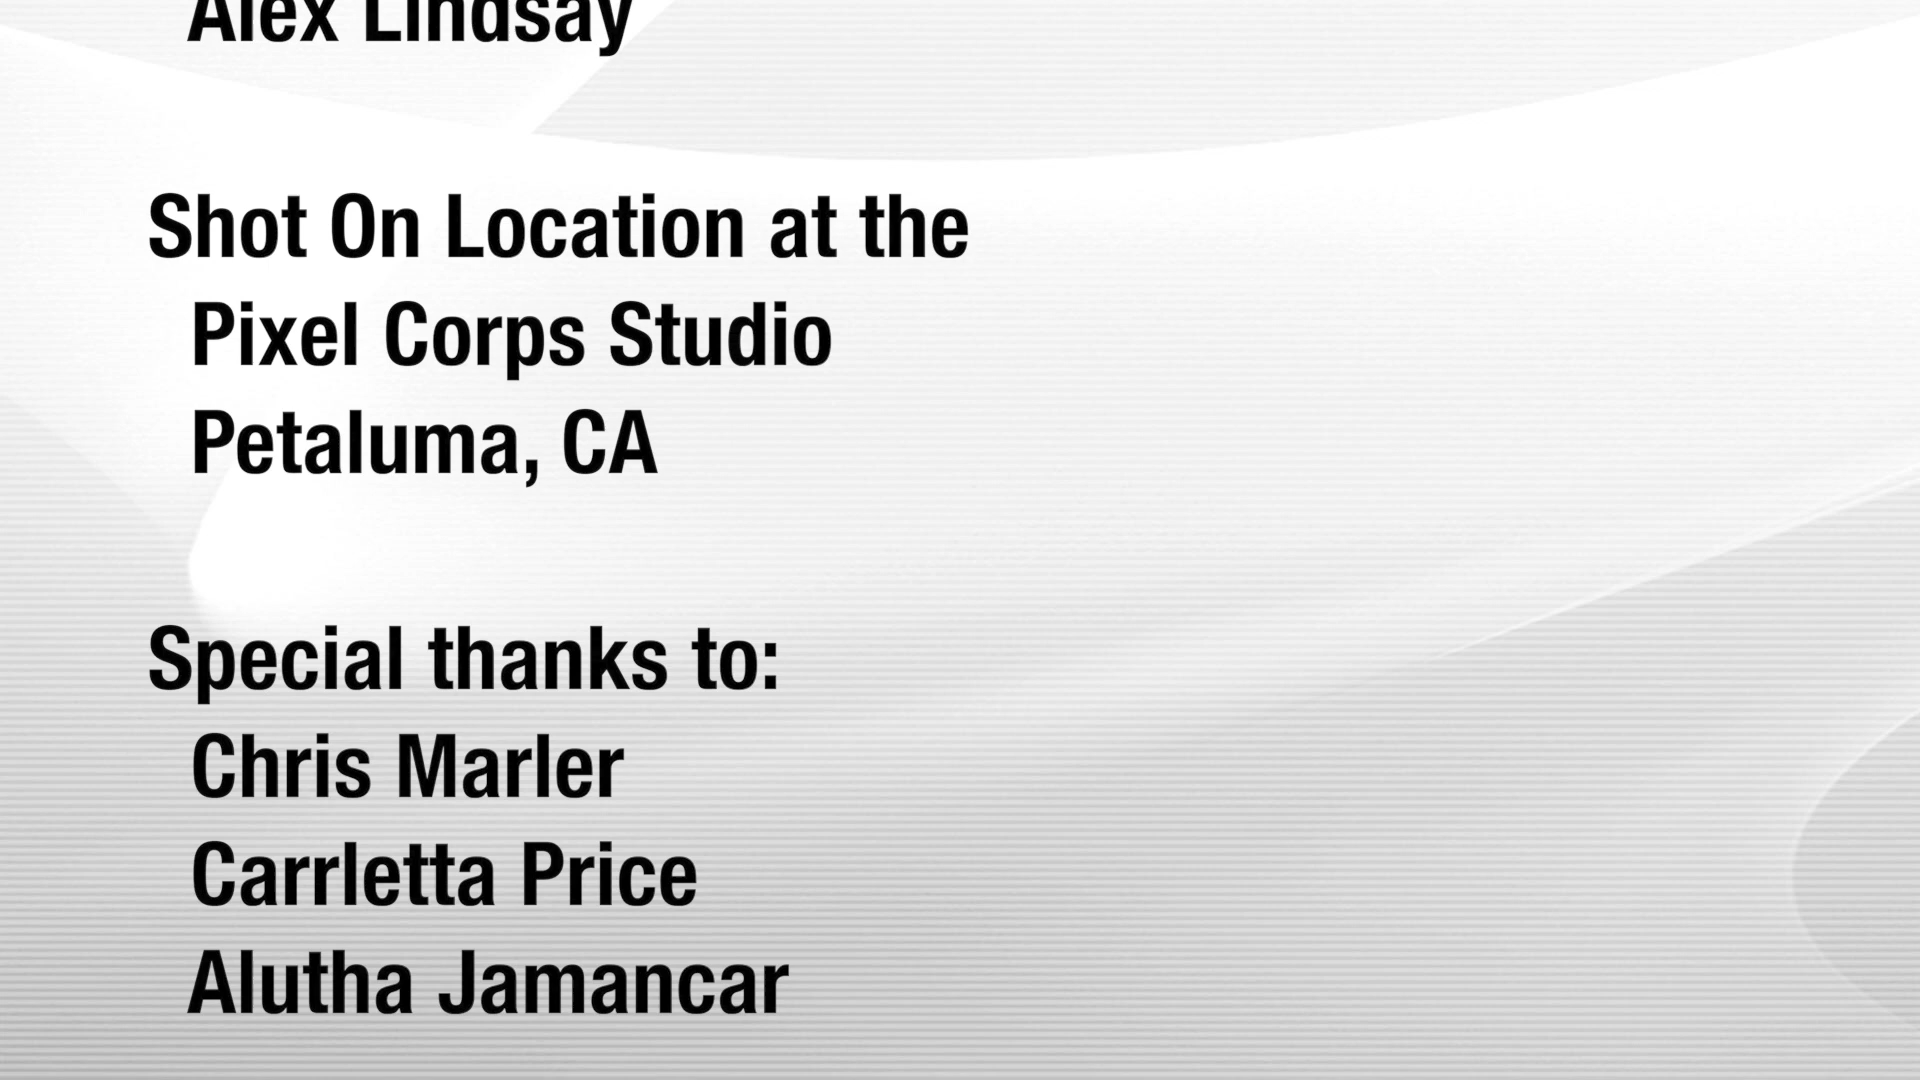 Alex Lindsay
Shot On Location at the
Pixel Corps Studio
Petaluma, CA
Special thanks to:
Chris Marler
Carrletta Price
Alutha Jamancar